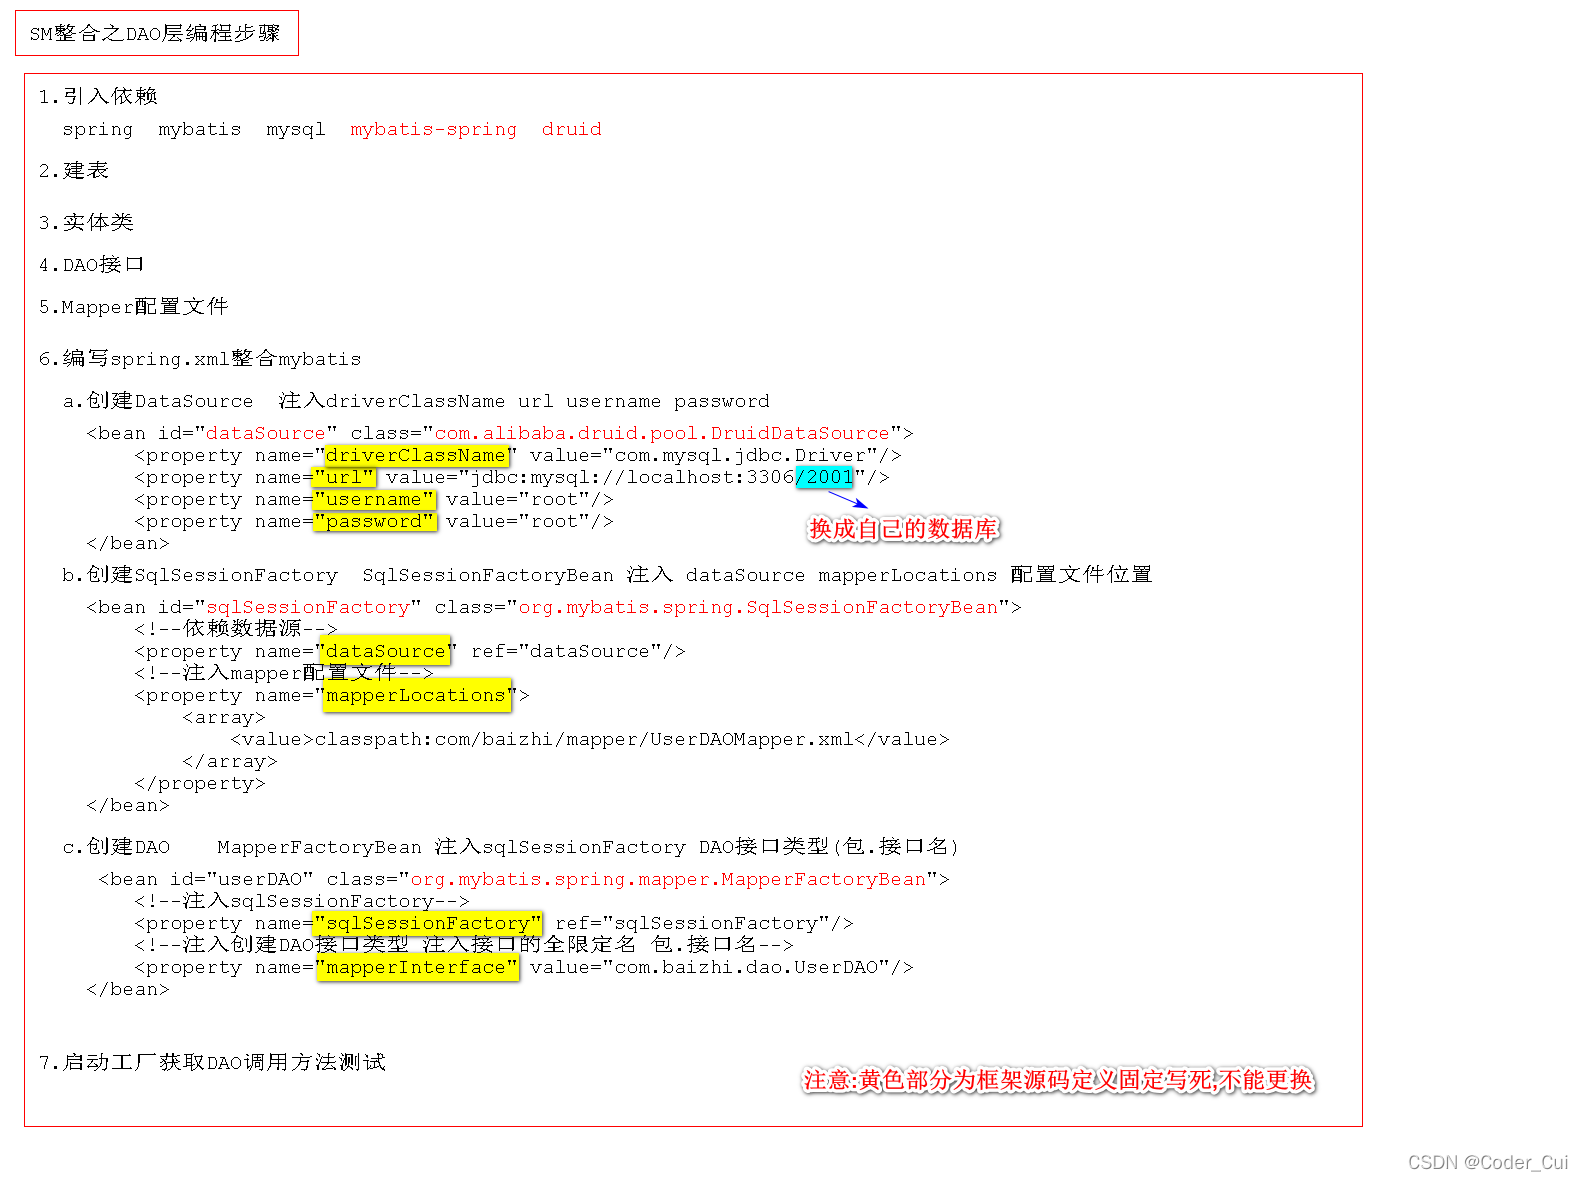 SM整合之DAO层编程步骤
1.引入依赖
spring mybatis mysql mybatis-spring druid
2.建表
3.实体类
4.DAO接口
5.Mapper配置文件
6.编写spring.xml整合mybatis
a.创建DataSource 注入driverClassName url username password
<bean id="dataSource" class="com.alibaba.druid.pool.DruidDataSource">
<property name="driverClassName" value="com.mysql.jdbc.Driver"/>
<property name="url" value="jdbc:mysql://localhost:3306/2001"/>
<property name="username" value="root"/>
<property name="password" value="root"/>
换成自己的数据库
</bean>
b.创建SqlSessionFactory SqlSessionFactoryBean 注入 dataSource mapperLocations 配置文件位置
<bean id="sqlSessionFactory" class="org.mybatis.spring.SqlSessionFactoryBean">
<!--依赖数据源-->
<property name="dataSource" ref="dataSource"/>
<!--注入mapper配置文件-->
<property name="mapperLocations">
<array>
<value>classpath:com/baizhi/mapper/UserDAOMapper.xml</value>
</array>
</property>
</bean>
c.创建DAO MapperFactoryBean 注入sqlSessionFactory DAO接口类型(包.接口名)
<bean id="userDAO" class="org.mybatis.spring.mapper.MapperFactoryBean">
<!--注入sqlSessionFactory-->
<property name="sqlSessionFactory" ref="sqlSessionFactory"/>
<!--注入创建DAO接口类型 注入接口的全限定名 包.接口名-->
<property name="mapperInterface" value="com.baizhi.dao.UserDAO"/>
</bean>
7.启动工厂获取DAO调用方法测试
注意:黄色部分为框架源码定义固定写死,不能更换
CSDN @Coder_Cui